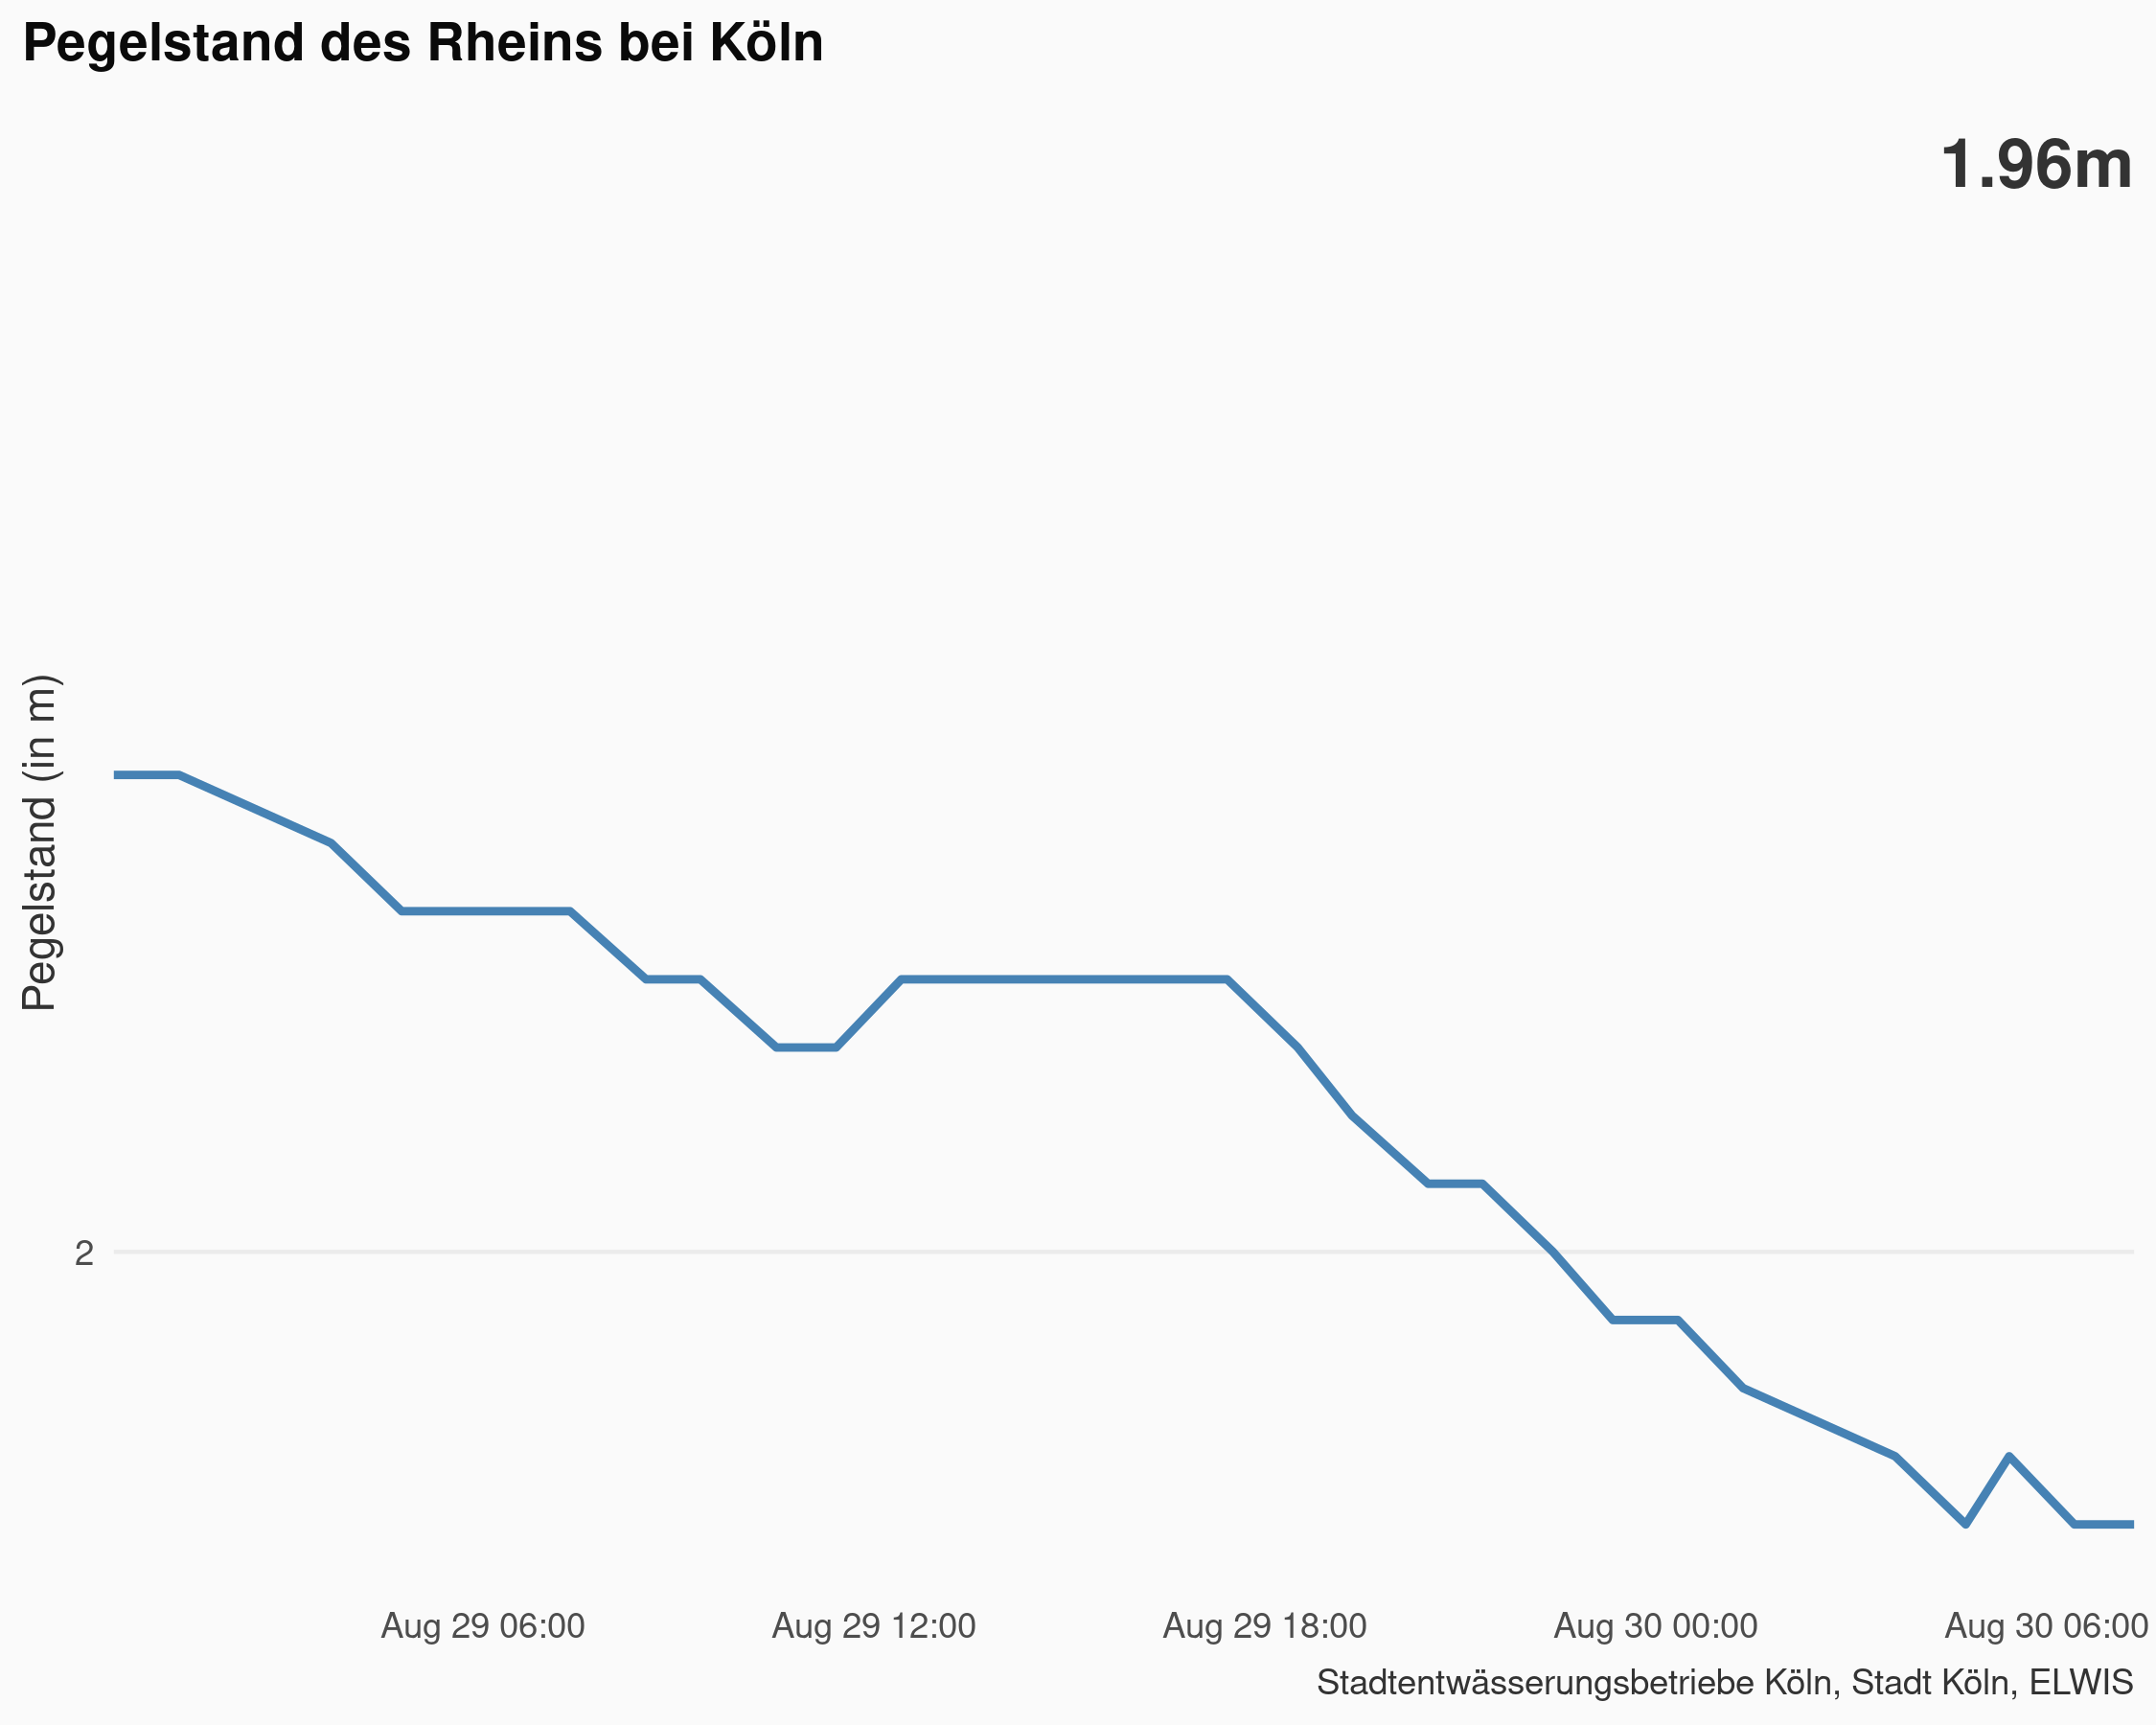 Pegelstand des Rheins bei Köln
1.96m
Pegelstand (in m)
2
Aug 29 06:00 Aug 29 12:00 Aug 29 18:00 Aug 30 00:00 Aug 30 06:00
Stadtentwässerungsbetriebe Köln, Stadt Köln, ELWIS